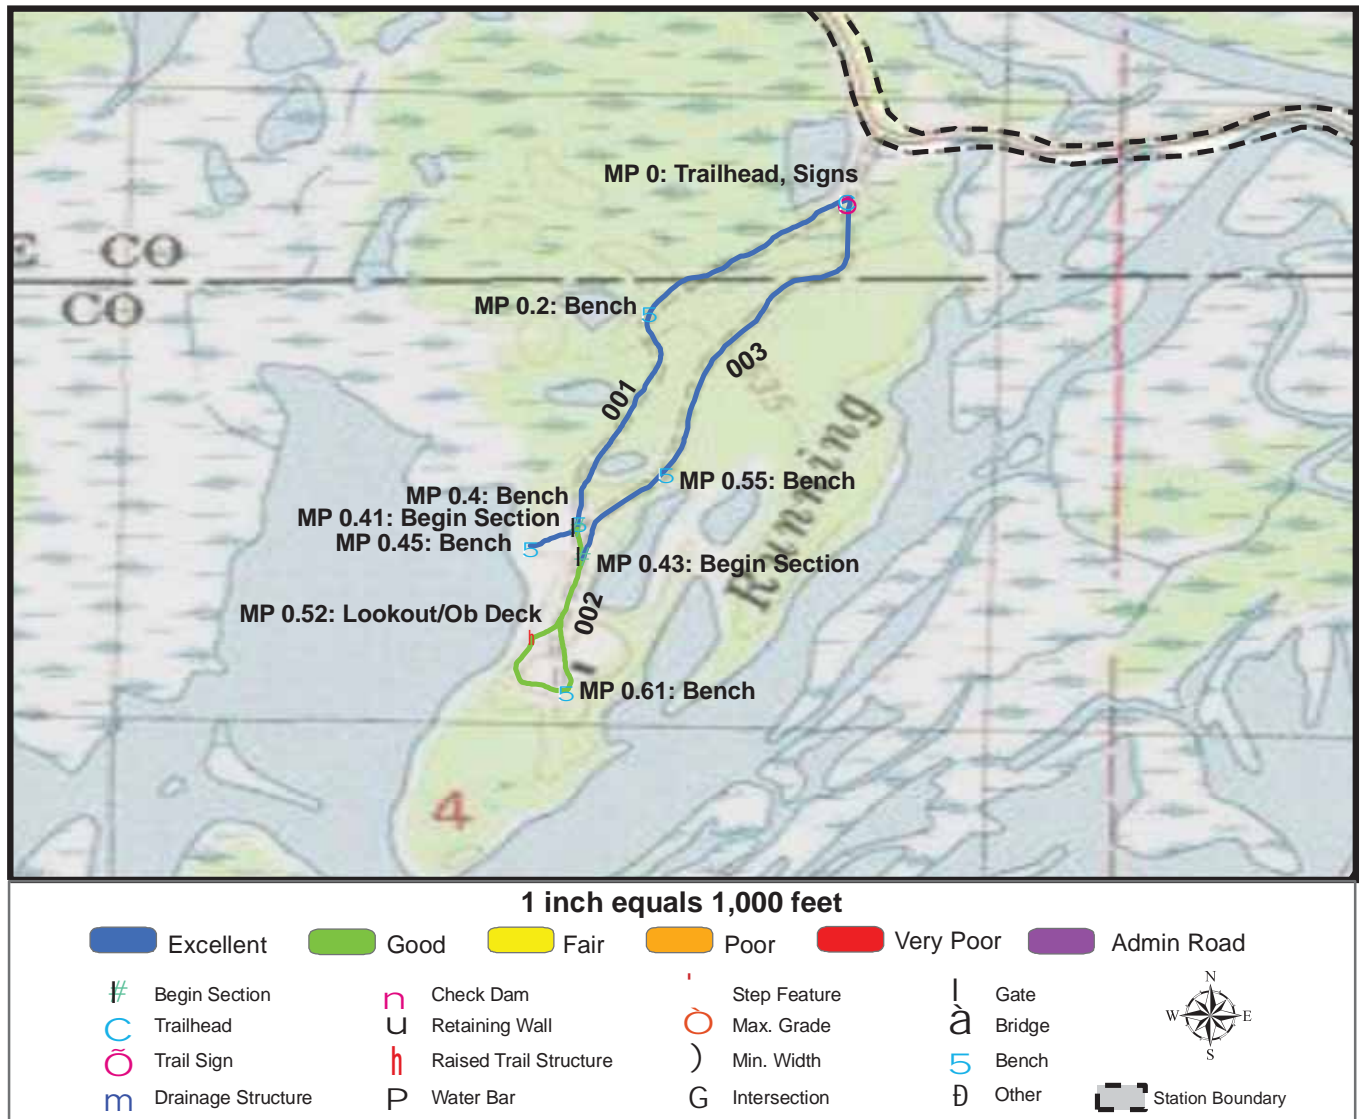 MP 0: Trailhead, Signs
E CO
CO
MP 0.2: Bench
003
001
535
Running
MP 0.55: Bench
MP 0.4: Bench
MP 0.41: Begin Section
MP 0.45: Bench
MP 0.43: Begin Section
MP 0.52: Lookout/Ob Deck
002
MP 0.61: Bench
4
1 inch equals 1,000 feet
Excellent Good Fair Poor Very Poor Admin Road
Begin Section n Check Dam ' Step Feature l Gate
C Trailhead u Retaining Wall Ò Max. Grade à Bridge
Õ Trail Sign h Raised Trail Structure ) Min. Width 5 Bench
m Drainage Structure P Water Bar G Intersection Ð Other Station Boundary
N
W E
S